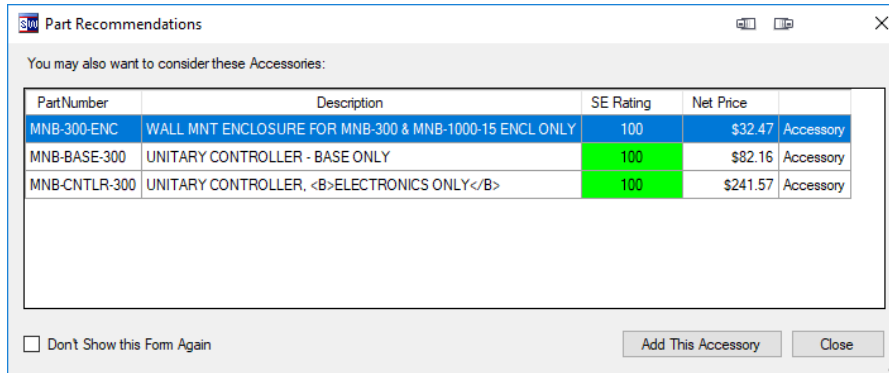 SW Part Recommendations
You may also want to consider these Accessories:
PartNumber Description SE Rating Net Price
MNB-300-ENC WALL MNT ENCLOSURE FOR MNB-300 & MNB-1000-15 ENCL ONLY 100 $32.47 Accessory
MNB-BASE-300 UNITARY CONTROLLER - BASE ONLY 100 $82.16 Accessory
MNB-CNTLR-300 UNITARY CONTROLLER, <B>ELECTRONICS ONLY</B> 100 $241.57 Accessory
Don't Show this Form Again Add This Accessory Close